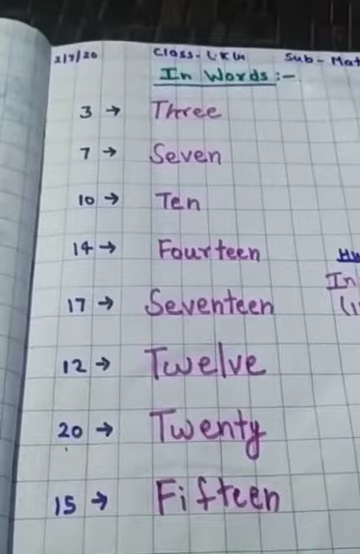 2/7/20 Class- UKG Sub- Mat
In Words :-
3 → Three
7 → Seven
10 → Ten
14 → Fourteen
17 → Seventeen
In
12 → Twelve
20 → Twenty
15 → Fifteen